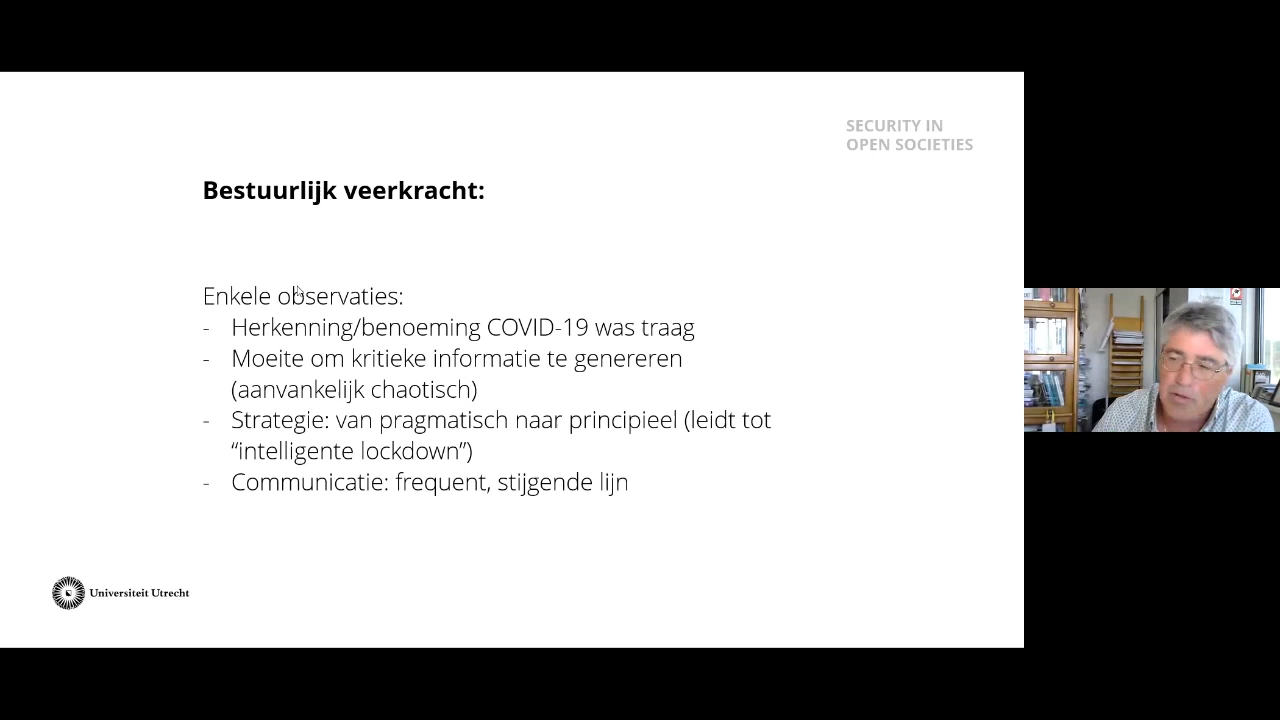 SECURITY IN
OPEN SOCIETIES
Bestuurlijk veerkracht:
Enkele observaties:
- Herkenning/benoeming COVID-19 was traag
- Moeite om kritieke informatie te genereren
(aanvankelijk chaotisch)
- Strategie: van pragmatisch naar principieel (leidt tot
“intelligente lockdown”)
- Communicatie: frequent, stijgende lijn
Universiteit Utrecht